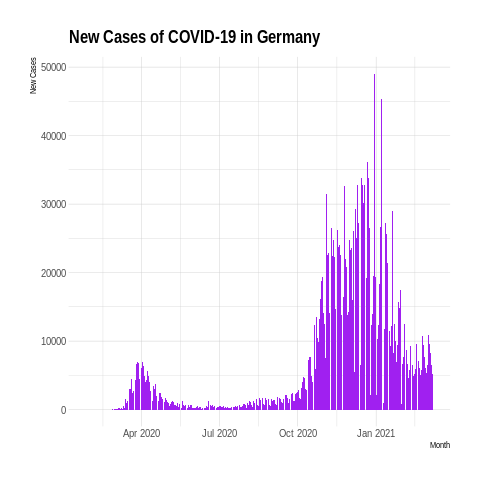 New Cases of COVID-19 in Germany
New Cases
50000
40000
30000
20000
10000
0
Apr 2020 Jul 2020 Oct 2020 Jan 2021
Month